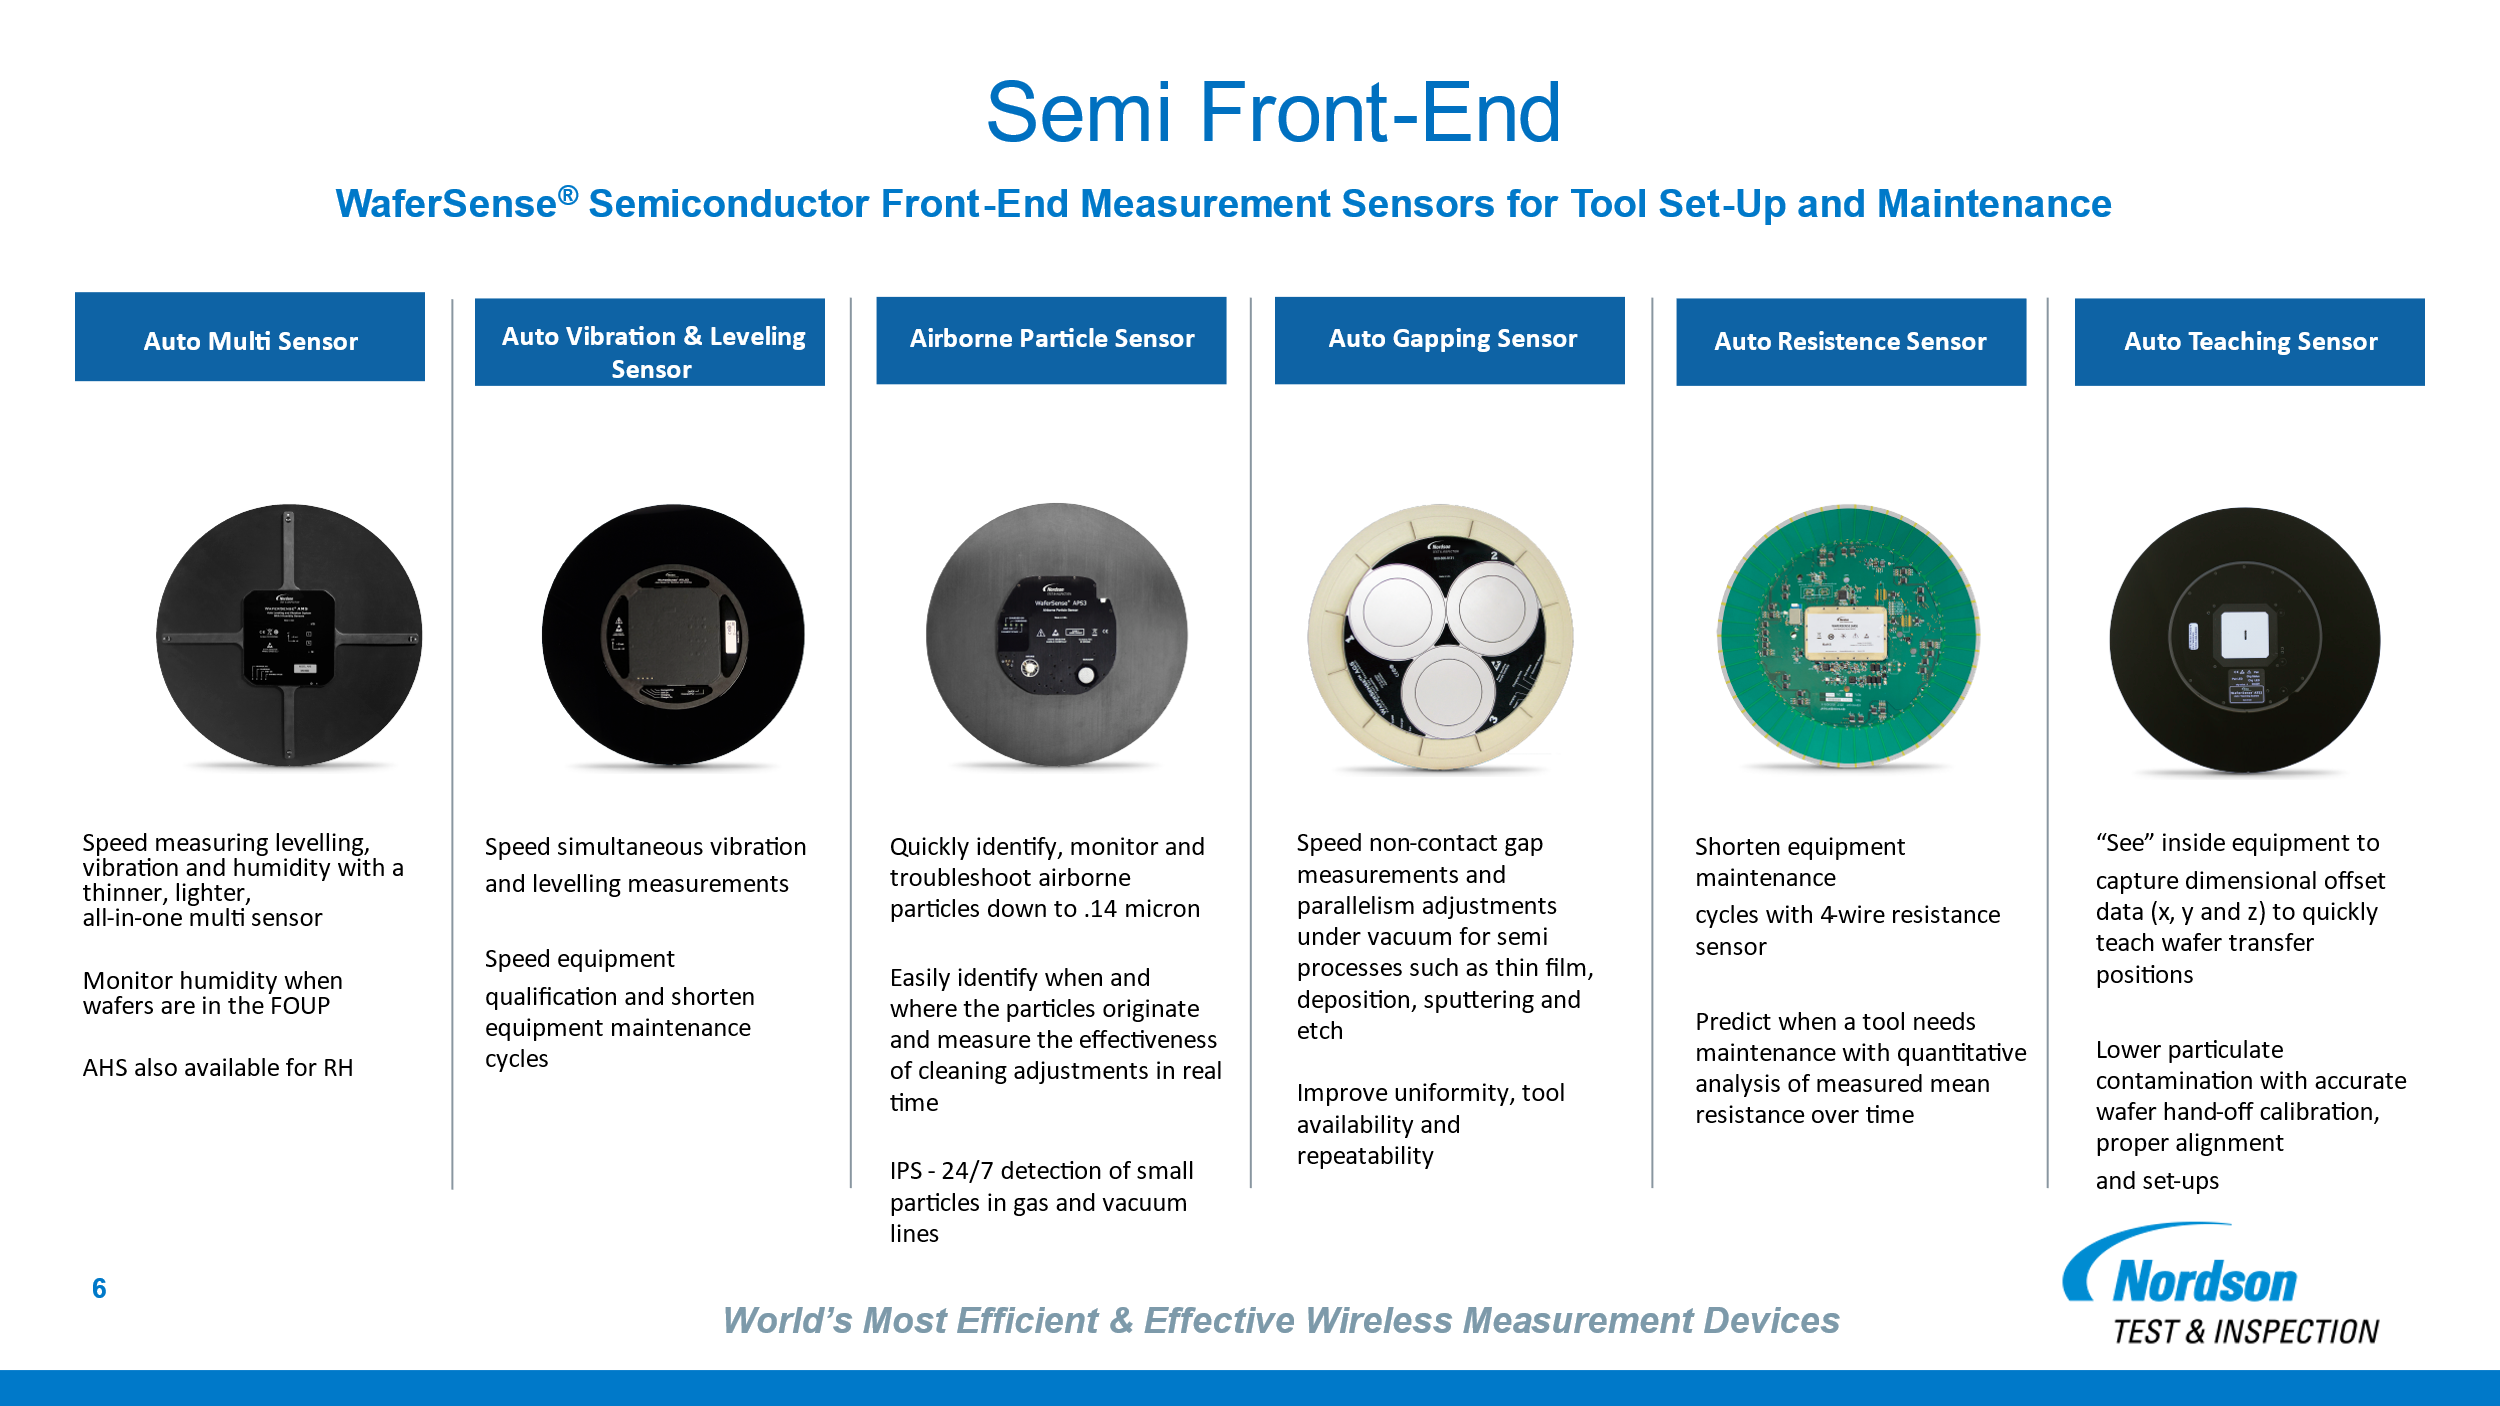 Semi Front-End
WaferSense® Semiconductor Front-End Measurement Sensors for Tool Set-Up and Maintenance
Auto Multi Sensor
Speed measuring levelling,
vibration and humidity with a
thinner, lighter,
all-in-one multi sensor
Monitor humidity when
wafers are in the FOUP
AHS also available for RH
Auto Vibration & Leveling
Sensor
Speed simultaneous vibration
and levelling measurements
Speed equipment
qualification and shorten
equipment maintenance
cycles
Airborne Particle Sensor
Nordson
WaferSense® APS3
Airborne Particle Sensor
Quickly identify, monitor and
troubleshoot airborne
particles down to .14 micron
Easily identify when and
where the particles originate
and measure the effectiveness
of cleaning adjustments in real
time
IPS - 24/7 detection of small
particles in gas and vacuum
lines
Auto Gapping Sensor
Nordson
2
1
3
Speed non-contact gap
measurements and
parallelism adjustments
under vacuum for semi
processes such as thin film,
deposition, sputtering and
etch
Improve uniformity, tool
availability and
repeatability
Auto Resistence Sensor
Shorten equipment
maintenance
cycles with 4-wire resistance
sensor
Predict when a tool needs
maintenance with quantitative
analysis of measured mean
resistance over time
Auto Teaching Sensor
“See” inside equipment to
capture dimensional offset
data (x, y and z) to quickly
teach wafer transfer
positions
Lower particulate
contamination with accurate
wafer hand-off calibration,
proper alignment
and set-ups
6
World’s Most Efficient & Effective Wireless Measurement Devices
Nordson
TEST & INSPECTION